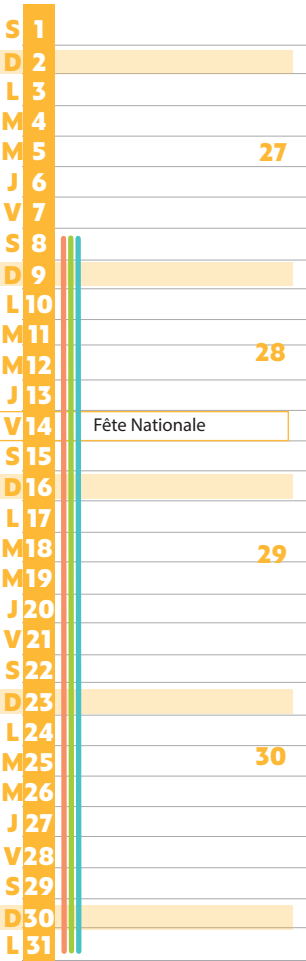 S 1
D 2
L 3
M 4
M 5 27
J 6
V 7
S 8
D 9
L 10
M 11
M 12 28
J 13
V 14 Fête Nationale
S 15
D 16
L 17
M 18 29
M 19
J 20
V 21
S 22
D 23
L 24
M 25 30
M 26
J 27
V 28
S 29
D 30
L 31